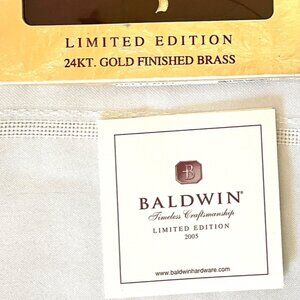 LIMITED EDITION
24KT. GOLD FINISHED BRASS
BALDWIN®
Timeless Craftsmanship
LIMITED EDITION
2005
www.baldwinhardware.com